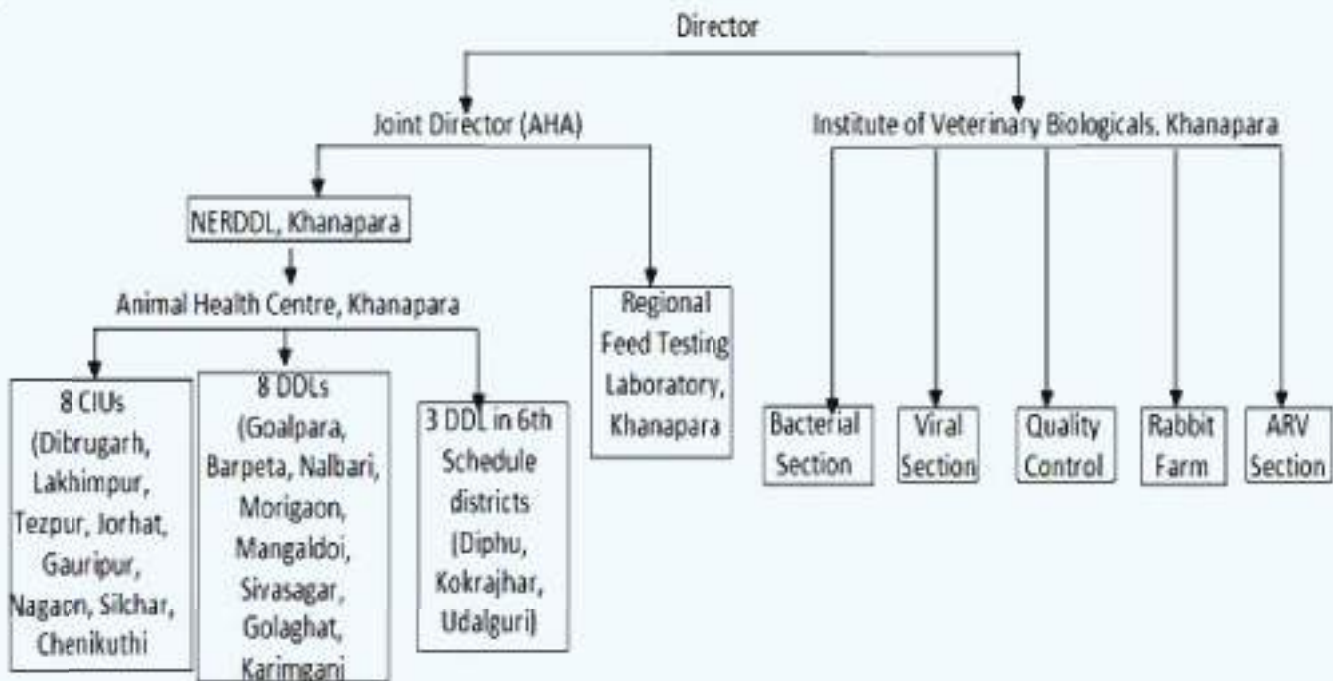 Director
Joint Director (AHA)
Institute of Veterinary Biologicals. Khanapara
NERDDL, Khanapara
Animal Health Centre, Khanapara
Regional
Feed Testing
Laboratory,
Khanapara
8 CIUs
(Dibrugarh,
Lakhimpur,
Tezpur, Jorhat,
Gauripur,
Nagaon, Silchar,
Chenikuthi
8 DDLs
(Goalpara,
Barpeta, Nalbari,
Morigaon,
Mangaldoi,
Sivasagar,
Golaghat,
Karimganj
3 DDL in 6th
Schedule
districts
(Diphu,
Kokrajhar,
Udalguri)
Bacterial
Section
Viral
Section
Quality
Control
Rabbit
Farm
ARV
Section